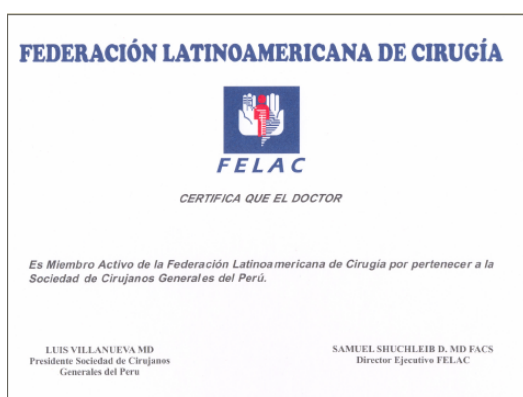 FEDERACIÓN LATINOAMERICANA DE CIRUGÍA
FELAC
CERTIFICA QUE EL DOCTOR
Es Miembro Activo de la Federación Latinoamericana de Cirugía por pertenecer a la
Sociedad de Cirujanos Generales del Perú.
LUIS VILLANUEVA MD
Presidente Sociedad de Cirujanos
Generales del Peru
SAMUEL SHUCHLEIB D. MD FACS
Director Ejecutivo FELAC